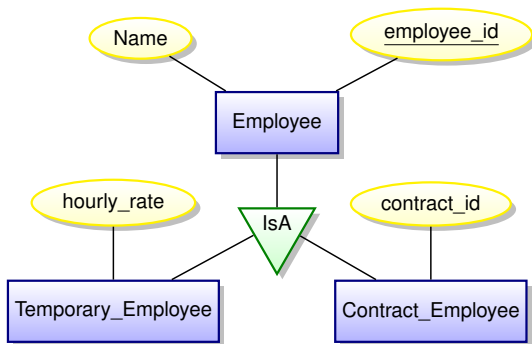 Name
employee_id
Employee
hourly_rate
IsA
contract_id
Temporary_Employee
Contract_Employee